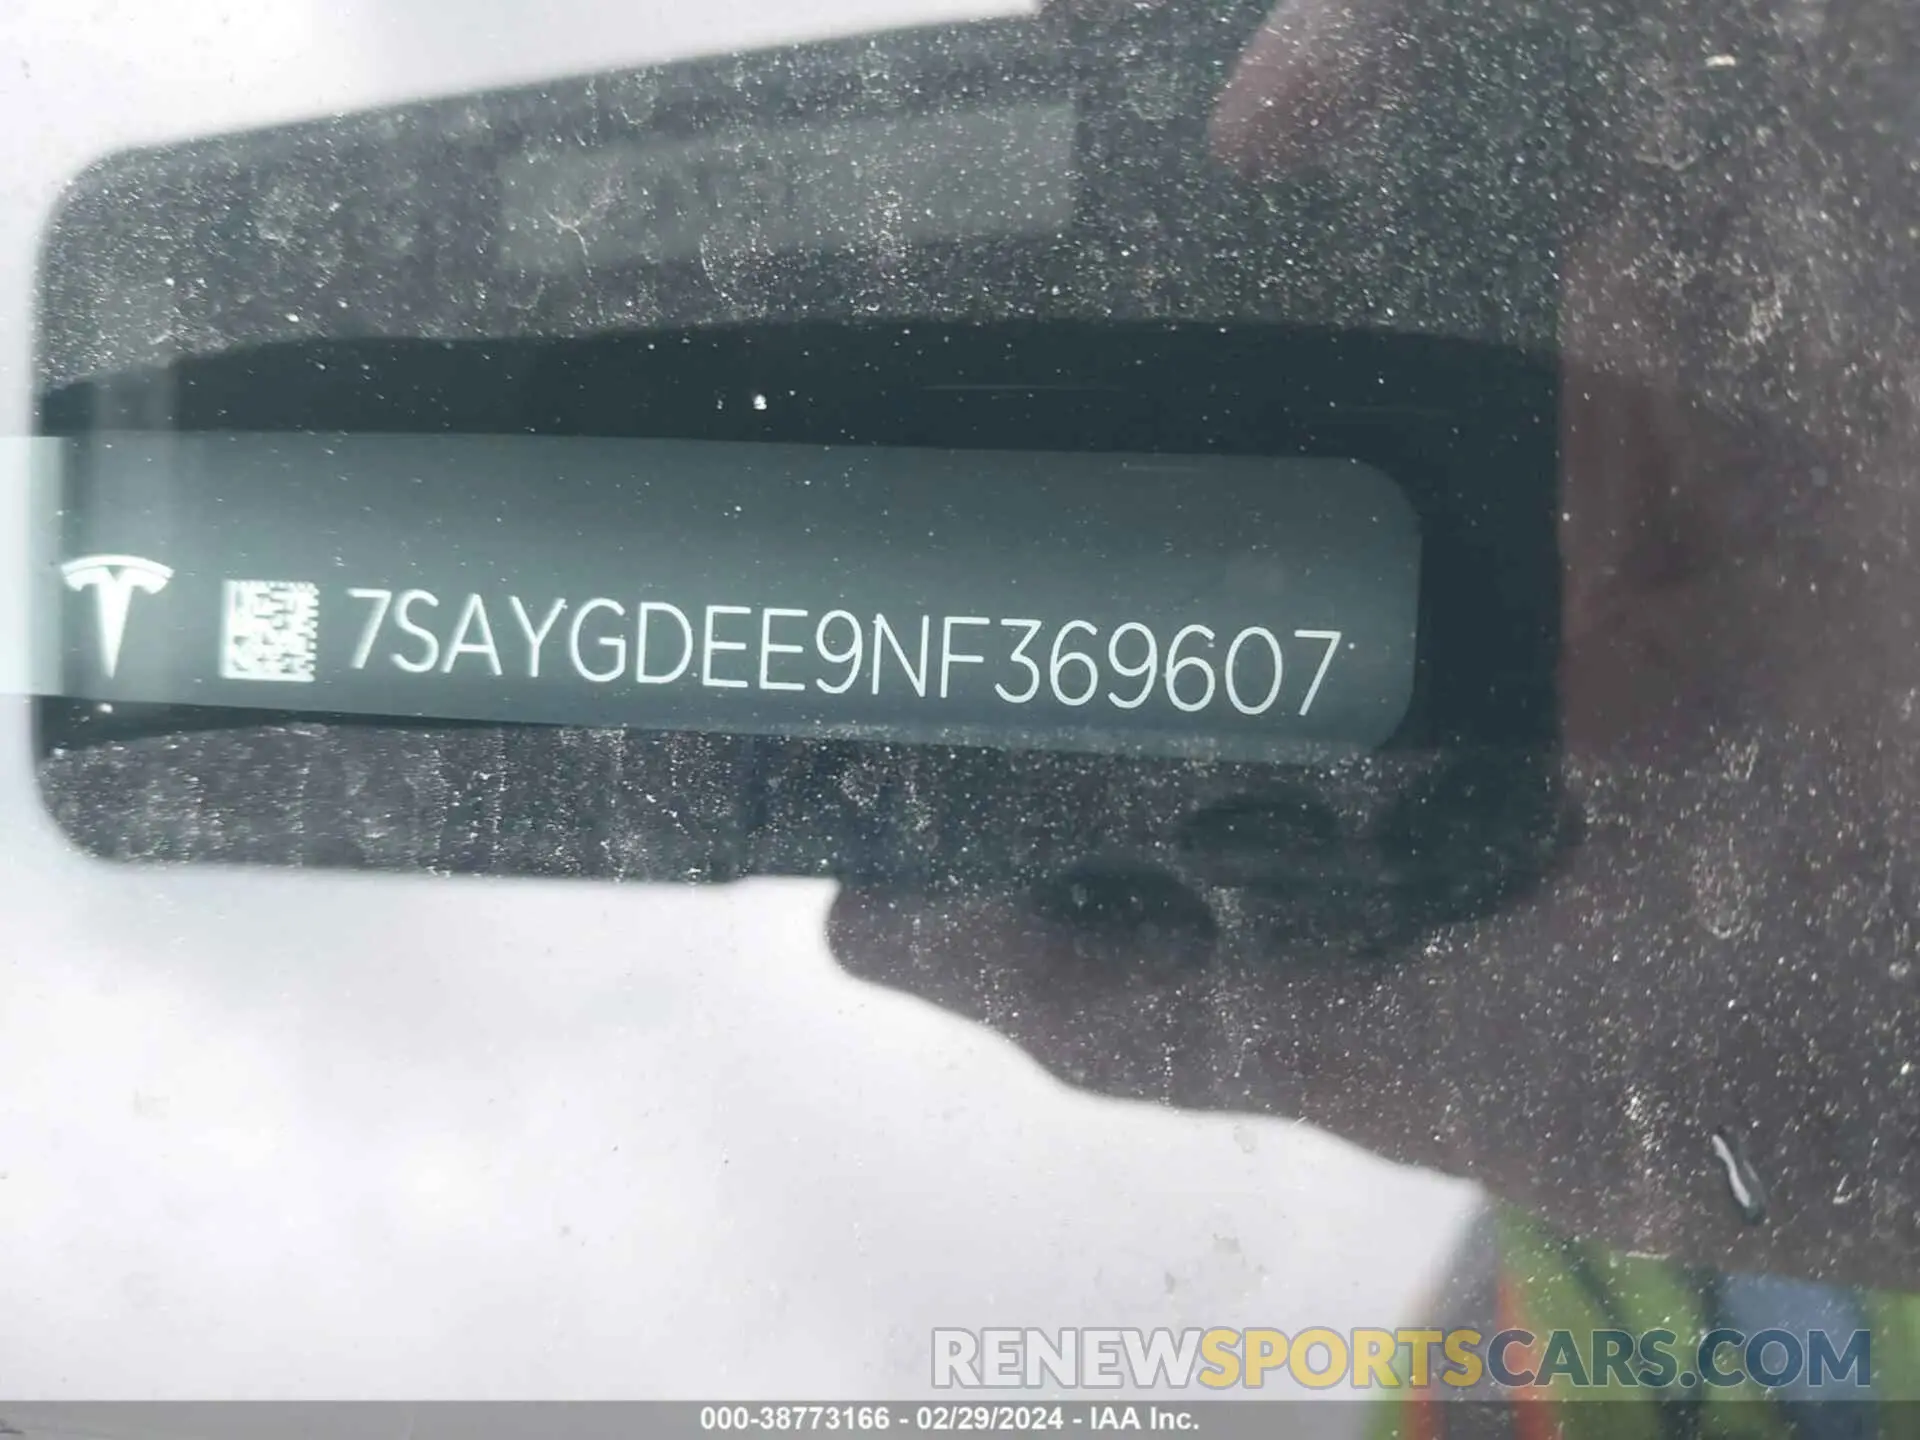 7SAYGDEE9NF369607
RENEWSPORTSCARS.COM
000-38773166 - 02/29/2024 - IAA Inc.